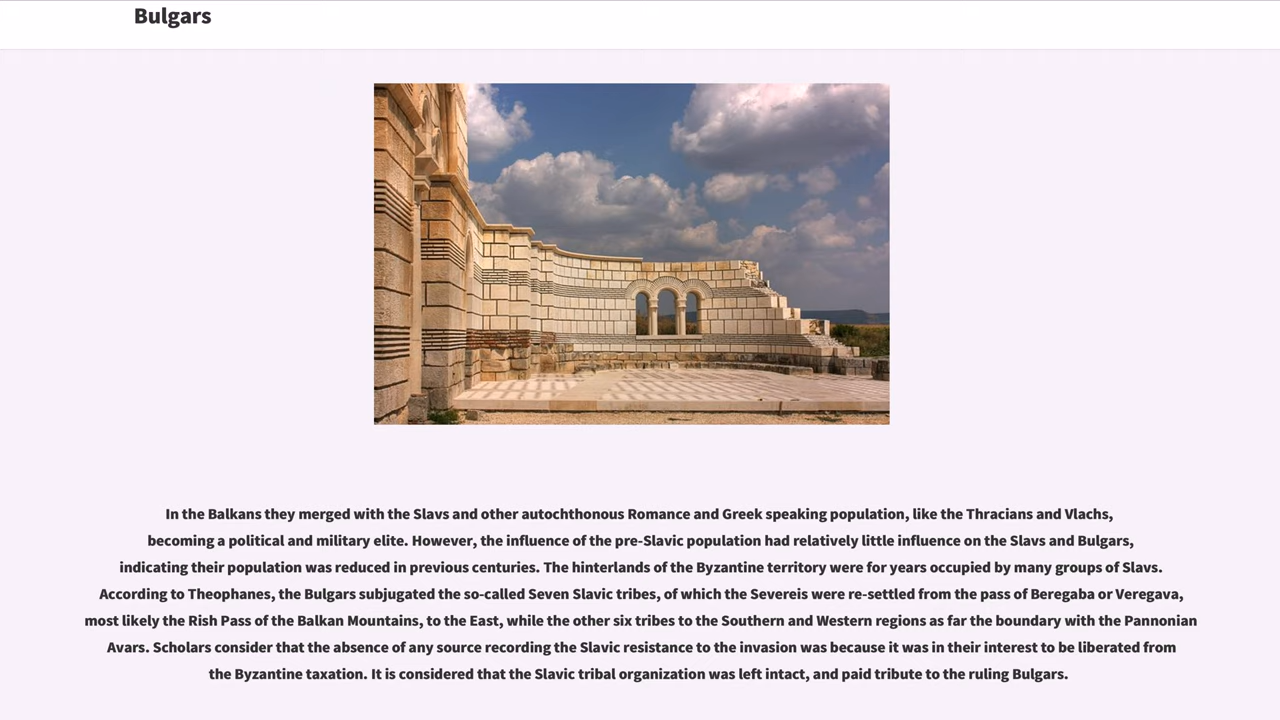 Bulgars
In the Balkans they merged with the Slavs and other autochthonous Romance and Greek speaking population, like the Thracians and Vlachs,
becoming a political and military elite. However, the influence of the pre-Slavic population had relatively little influence on the Slavs and Bulgars,
indicating their population was reduced in previous centuries. The hinterlands of the Byzantine territory were for years occupied by many groups of Slavs.
According to Theophanes, the Bulgars subjugated the so-called Seven Slavic tribes, of which the Severeis were re-settled from the pass of Beregaba or Veregava,
most likely the Rish Pass of the Balkan Mountains, to the East, while the other six tribes to the Southern and Western regions as far the boundary with the Pannonian
Avars. Scholars consider that the absence of any source recording the Slavic resistance to the invasion was because it was in their interest to be liberated from
the Byzantine taxation. It is considered that the Slavic tribal organization was left intact, and paid tribute to the ruling Bulgars.